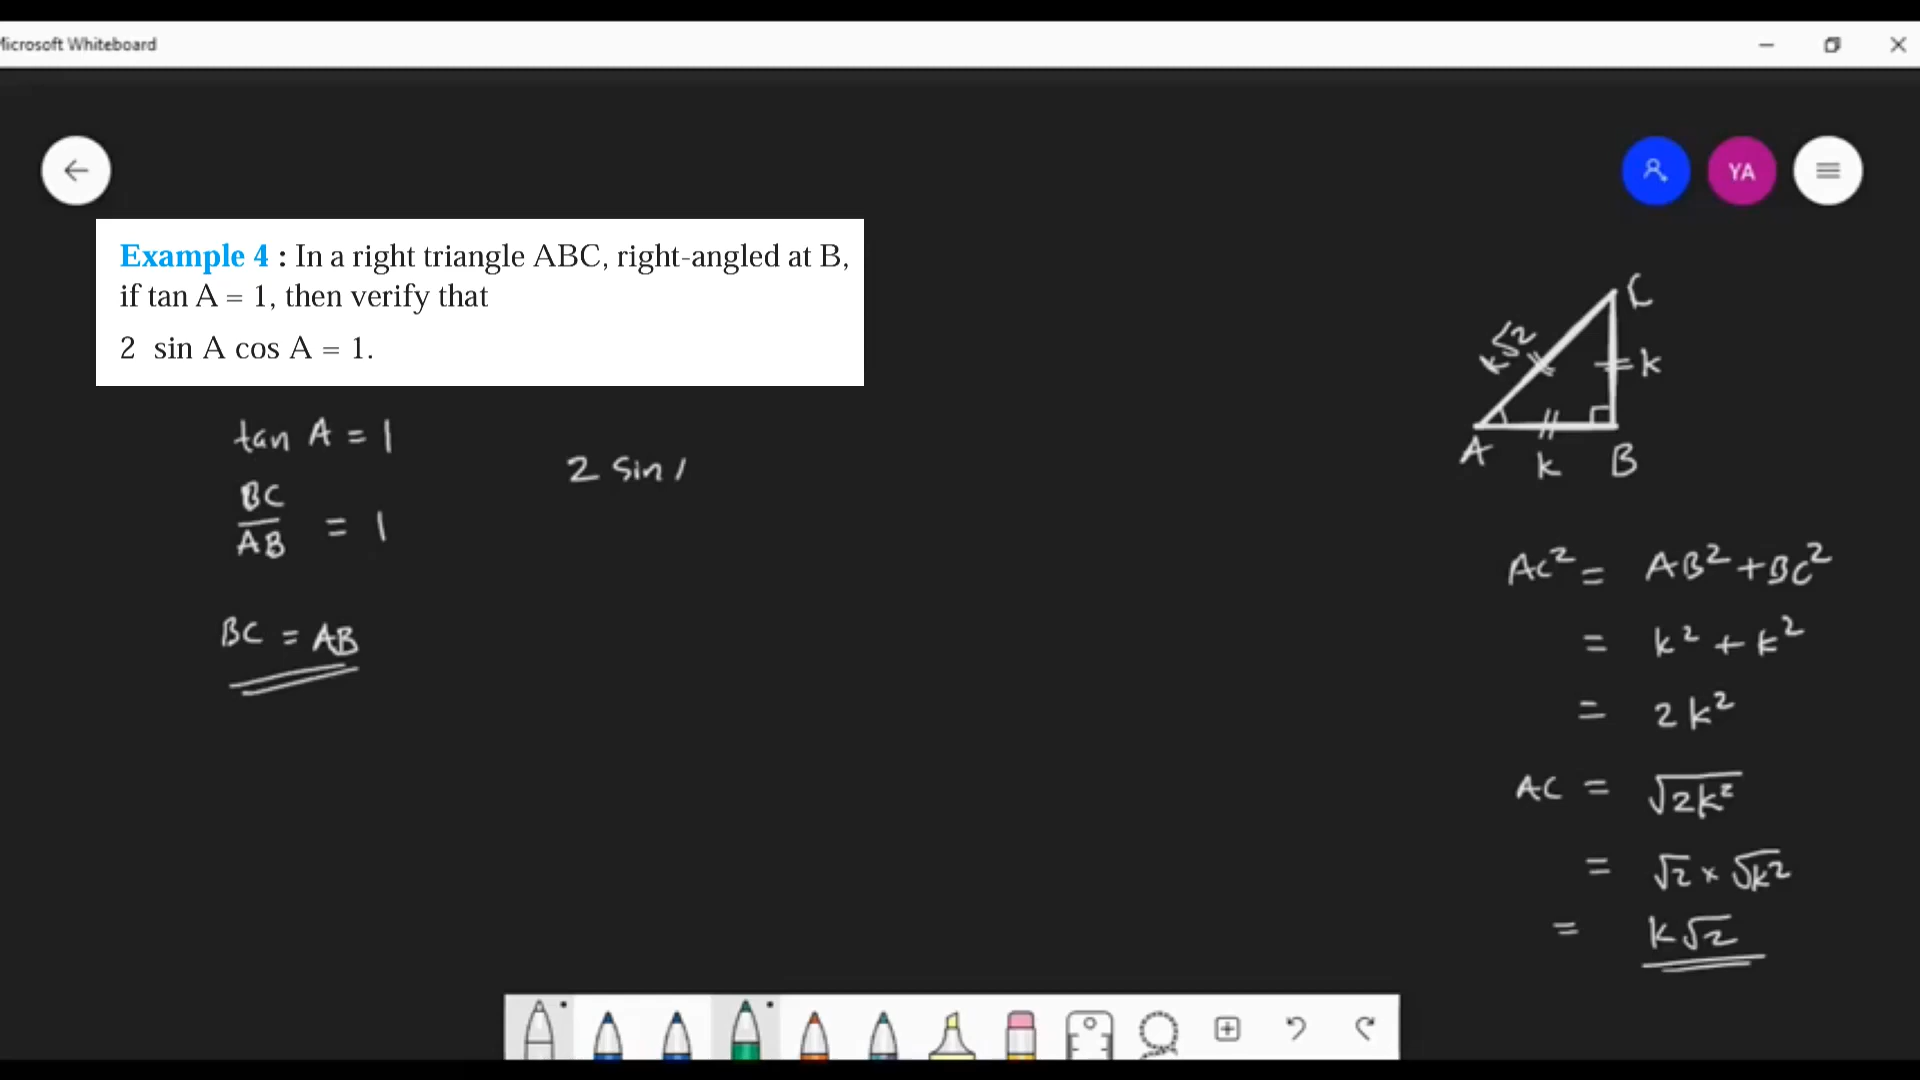 Microsoft Whiteboard
YA
Example 4 : In a right triangle ABC, right-angled at B,
if tan A = 1, then verify that
2 sin A cos A = 1.
tan A = 1
BC
AB
= 1
BC = AB
2 sin
C
k√2
k
A
k
B
AC² = AB² + BC²
= k² + k²
= 2k²
AC = √2k²
= √2 × √k²
= k√2